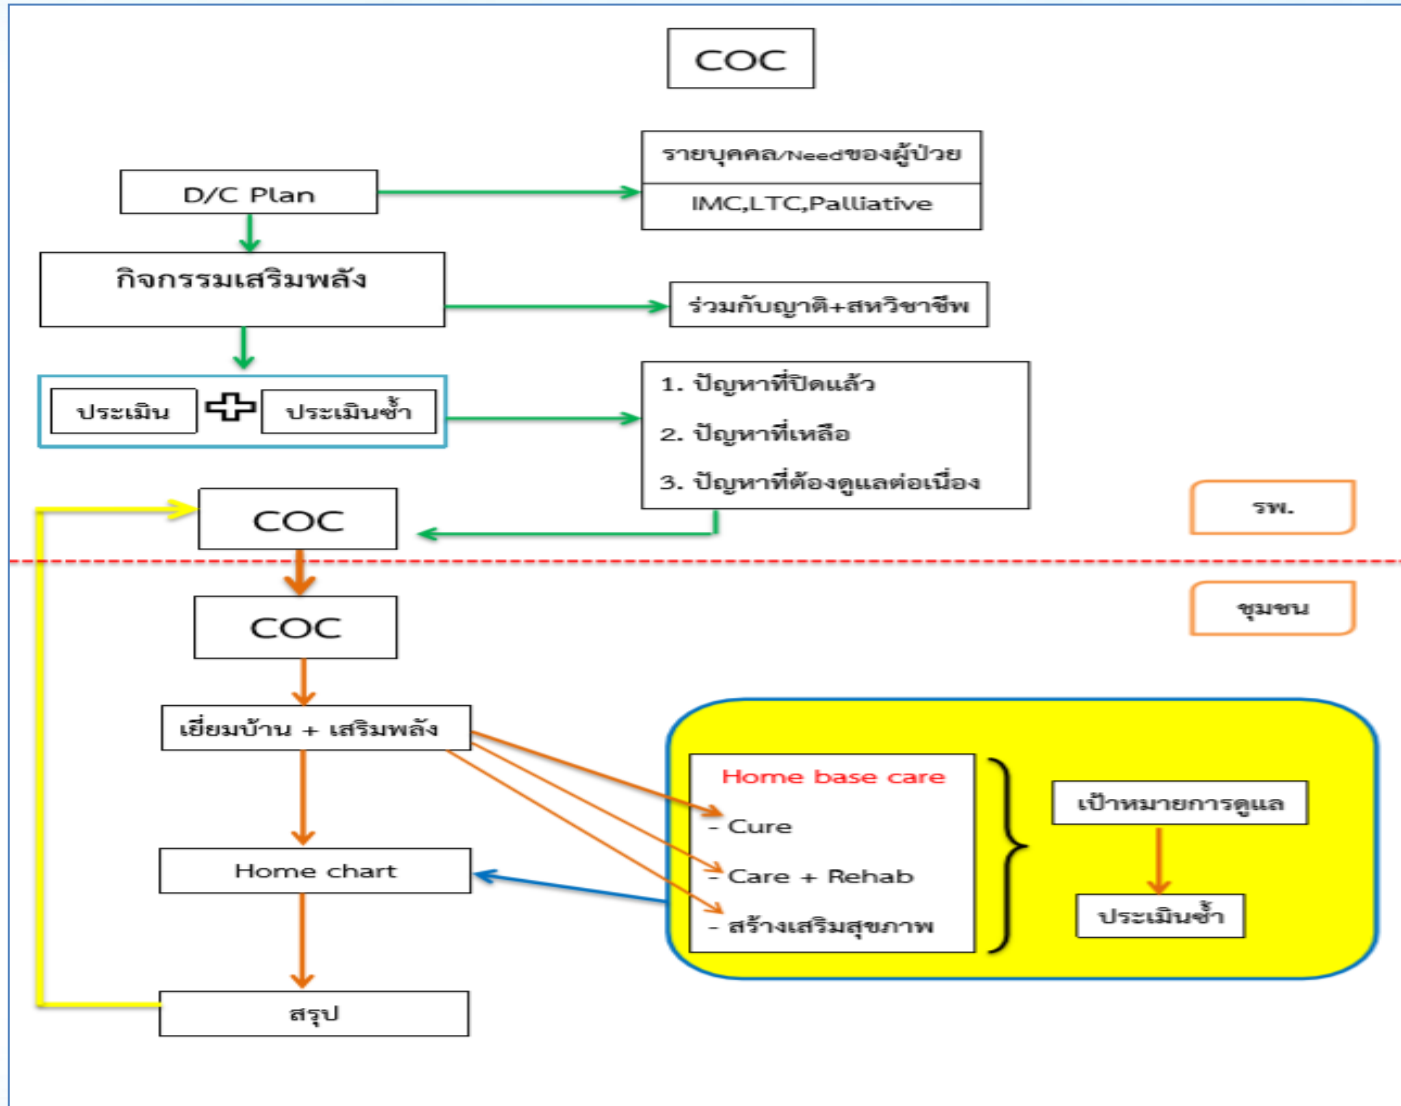 COC
รายบุคคล/Needของผู้ป่วย
D/C Plan
IMC,LTC,Palliative
กิจกรรมเสริมพลัง
ร่วมกับญาติ+สหวิชาชีพ
ประเมิน
ประเมินซ้ำ
1. ปัญหาที่ปิดแล้ว
2. ปัญหาที่เหลือ
3. ปัญหาที่ต้องดูแลต่อเนื่อง
รพ.
COC
ชุมชน
COC
เยี่ยมบ้าน + เสริมพลัง
Home base care
- Cure
- Care + Rehab
- สร้างเสริมสุขภาพ
เป้าหมายการดูแล
ประเมินซ้ำ
Home chart
สรุป